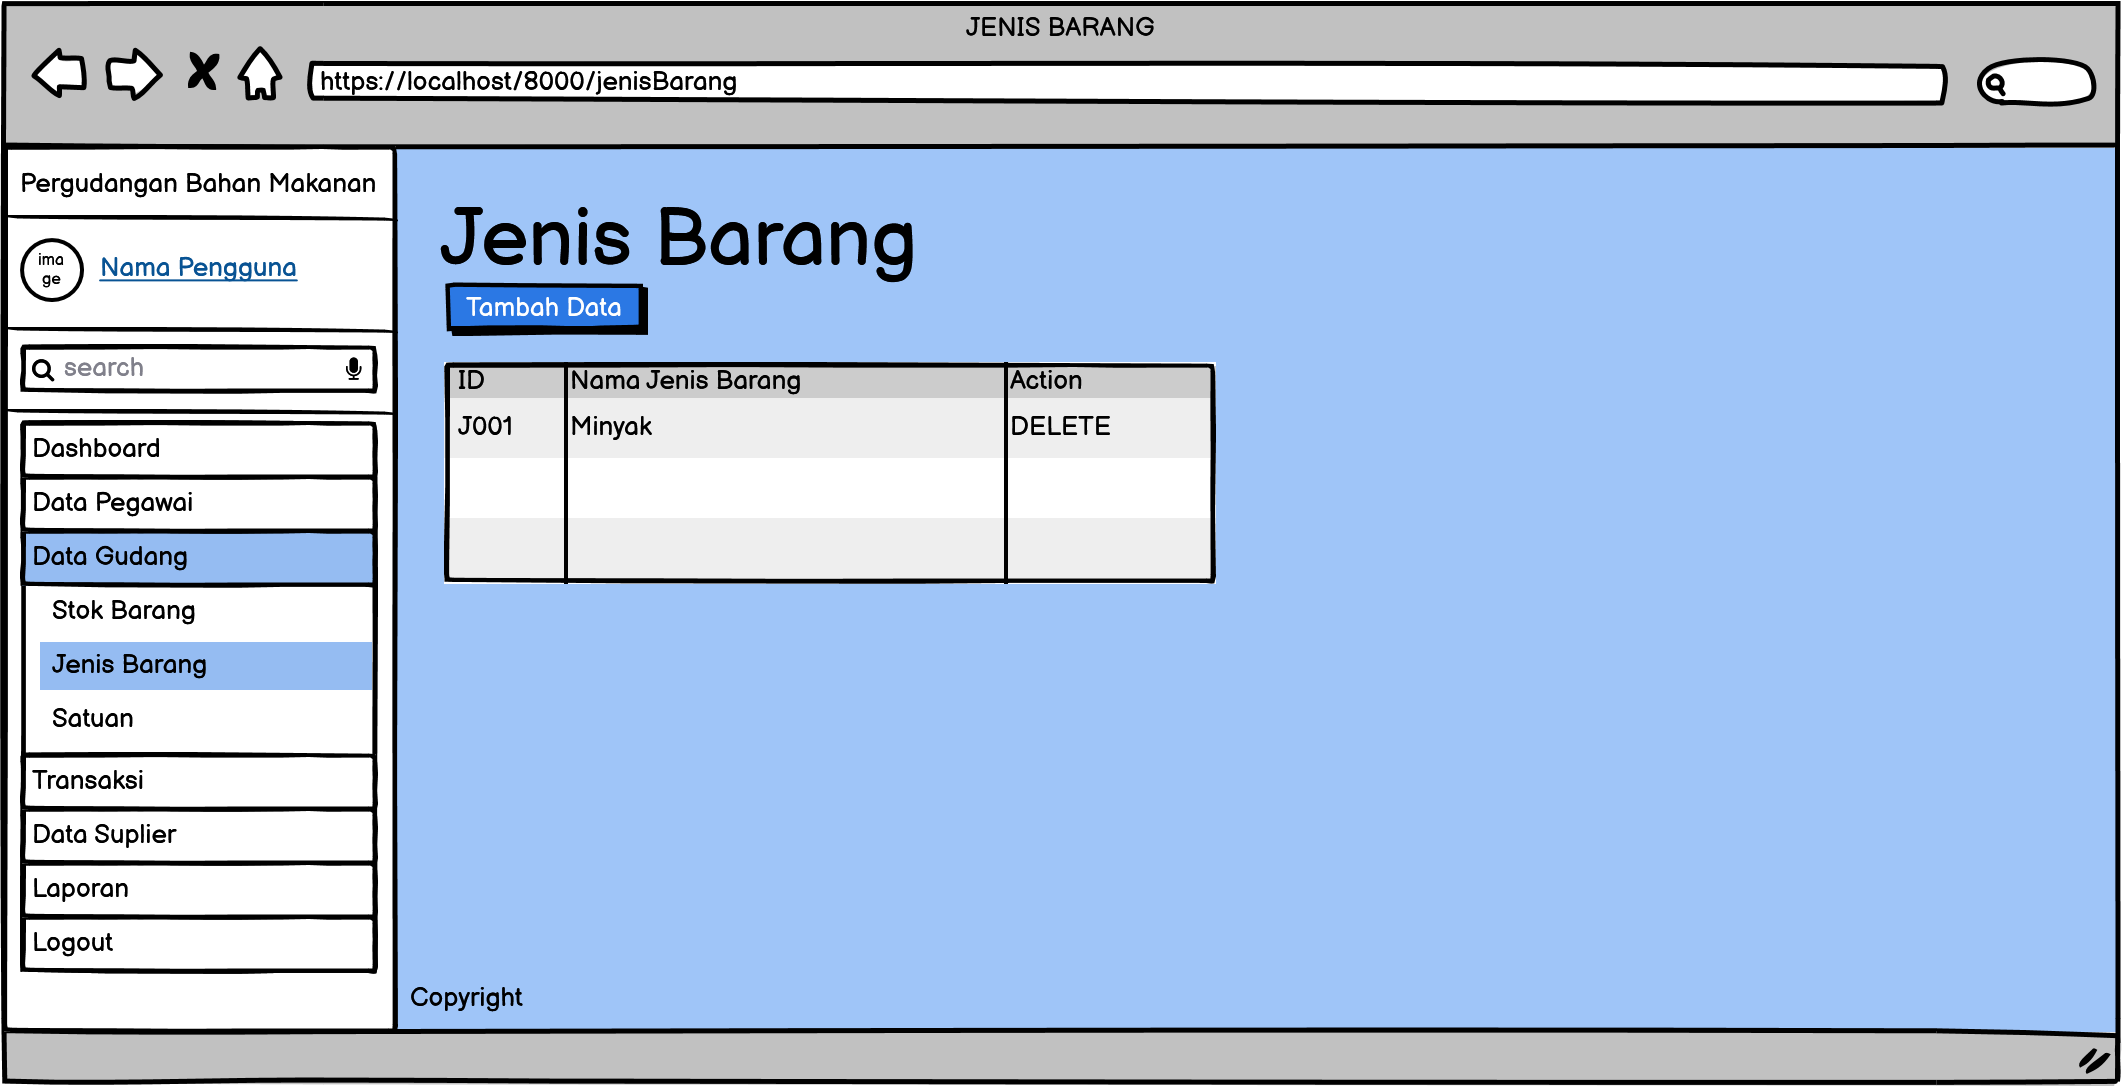 JENIS BARANG
https://localhost/8000/jenisBarang
Pergudangan Bahan Makanan
ima
ge
Nama Pengguna
search
Dashboard
Data Pegawai
Data Gudang
Stok Barang
Jenis Barang
Satuan
Transaksi
Data Suplier
Laporan
Logout
Jenis Barang
Tambah Data
ID Nama Jenis Barang Action
J001 Minyak DELETE
Copyright